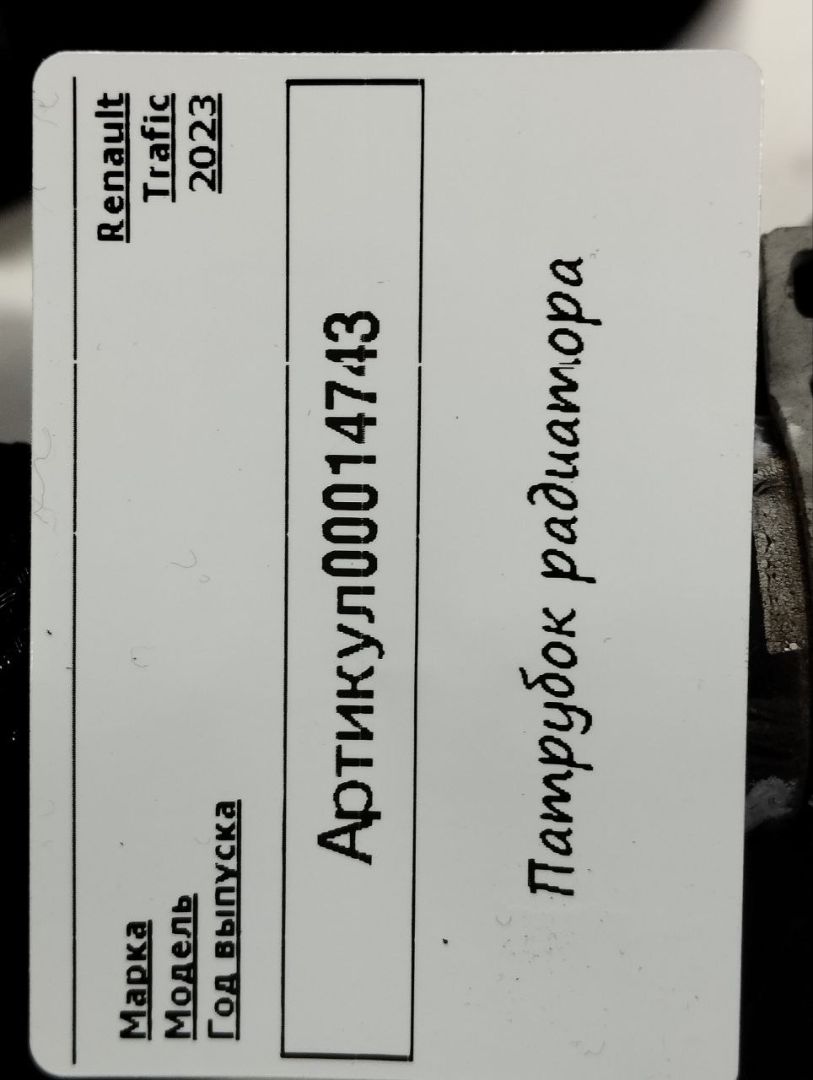 Марка Renault
Модель Trafic
Год выпуска 2023
Артикул00014743
Патрубок радиатора